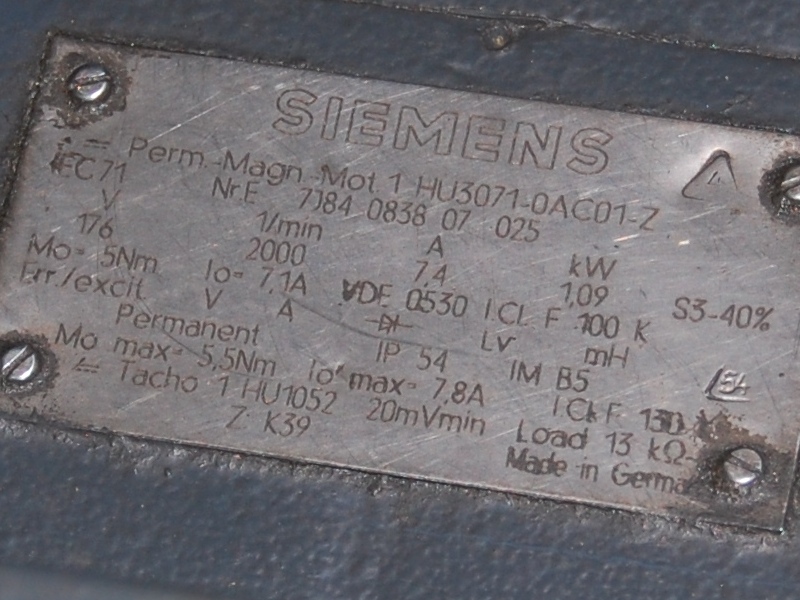 SIEMENS
Perm.-Magn.-Mot. 1 HU3071-0AC01-Z
IEC71 Nr.E 7J84 0838 07 025
V 1/min A kW
176 2000 7,4 1,09 S3-40%
Mo= 5Nm Io= 7,1A VDE 0530 I.CL. F 100 K
Err./excit V A Lv mH
Permanent IP 54 IM B5
Mo max= 5,5Nm Io* max= 7,8A I.CL.F. 130 K
Tacho 1 HU1052 20mVmin Load 13 kΩ
Z: K39 Made in Germa